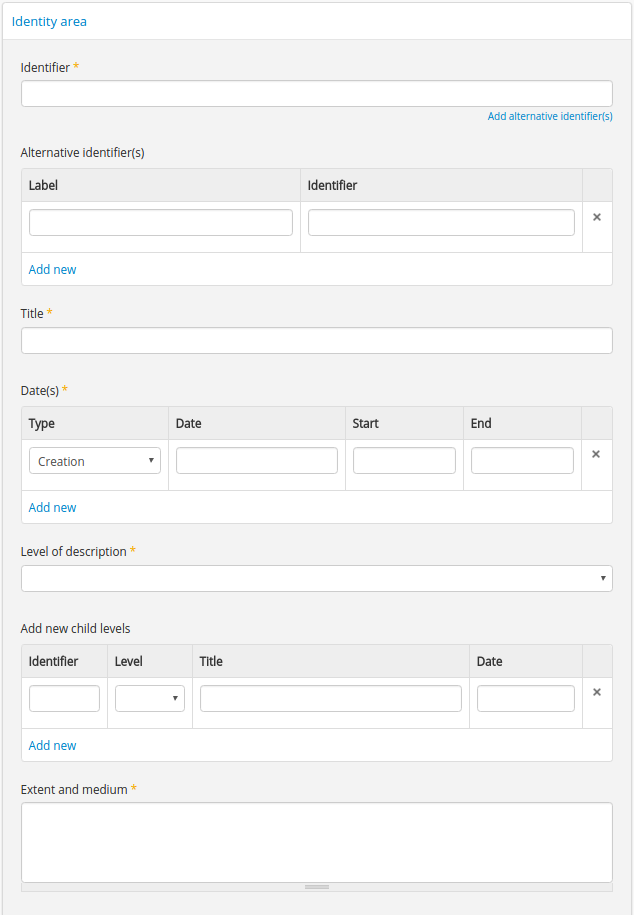 Identity area
Identifier *
Add alternative identifier(s)
Alternative identifier(s)
Label Identifier
×
Add new
Title *
Date(s) *
Type Date Start End
Creation ×
Add new
Level of description *
Add new child levels
Identifier Level Title Date
×
Add new
Extent and medium *